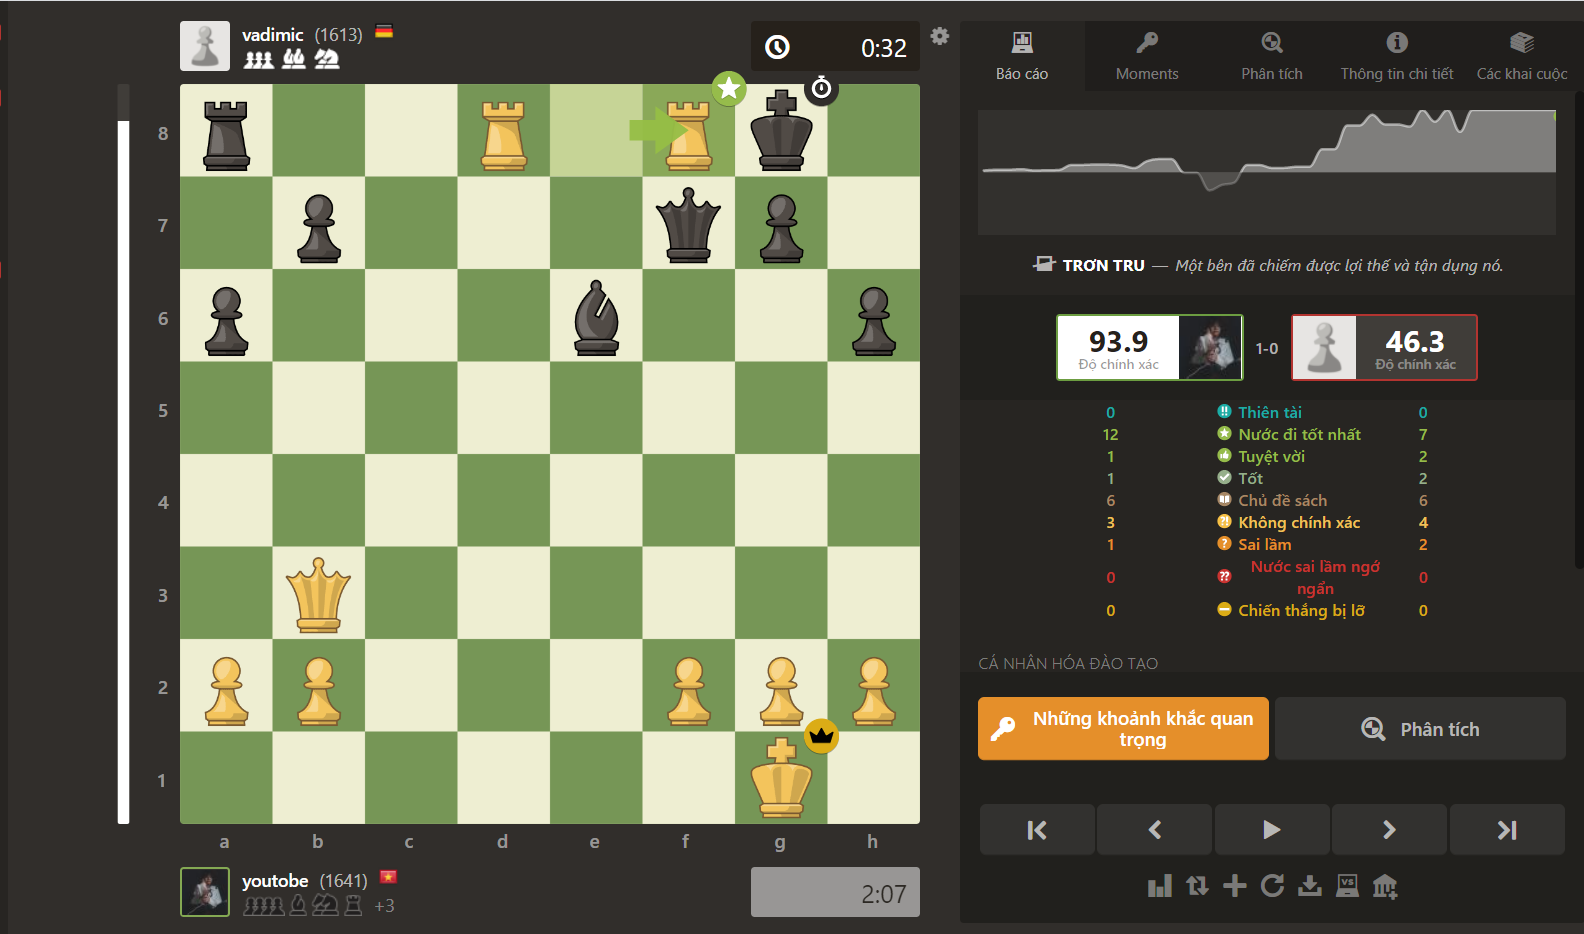 vadimic (1613)
0:32
8
7
6
5
4
3
2
1
a b c d e f g h
youtobe (1641)
+3
2:07
Báo cáo
Moments
Phân tích
Thông tin chi tiết
Các khai cuộc
TRƠN TRU — Một bên đã chiếm được lợi thế và tận dụng nó.
93.9
Độ chính xác
1-0
46.3
Độ chính xác
0 !! Thiên tài 0
12 Nước đi tốt nhất 7
1 Tuyệt vời 2
1 Tốt 2
6 Chủ đề sách 6
3 ?! Không chính xác 4
1 ? Sai lầm 2
0 ?? Nước sai lầm ngớ ngẩn 0
0 Chiến thắng bị lỡ 0
CÁ NHÂN HÓA ĐÀO TẠO
Những khoảnh khắc quan
trọng
Phân tích
VS